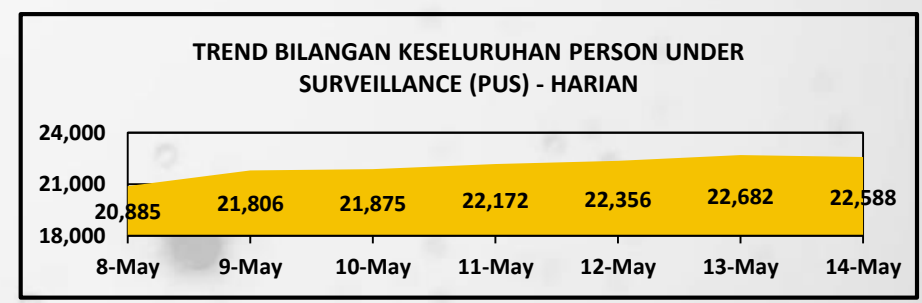 TREND BILANGAN KESELURUHAN PERSON UNDER
SURVEILLANCE (PUS) - HARIAN
24,000
21,000
18,000
20,885 21,806 21,875 22,172 22,356 22,682 22,588
8-May 9-May 10-May 11-May 12-May 13-May 14-May